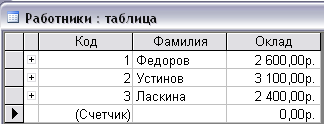 Работники : таблица
Код Фамилия Оклад
+ 1 Федоров 2 600,00р.
+ 2 Устинов 3 100,00р.
+ 3 Ласкина 2 400,00р.
(Счетчик) 0,00р.